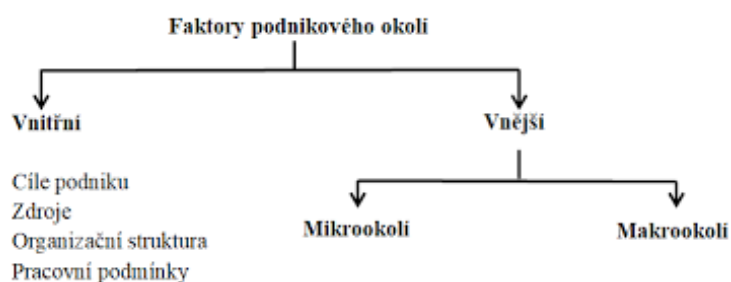 Faktory podnikového okolí
Vnitřní
Vnější
Cíle podniku
Zdroje
Organizační struktura
Pracovní podmínky
Mikrookolí
Makrookolí